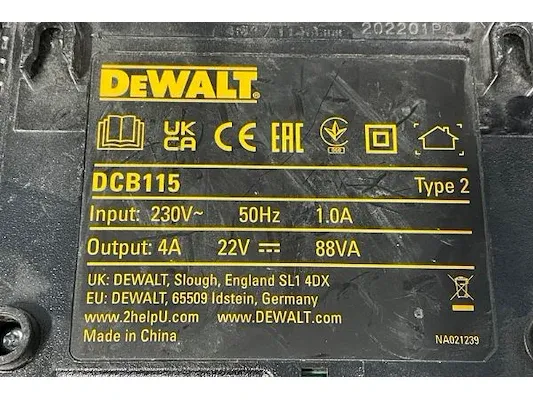 202201
DEWALT®
UK
CA
CE
EAC
DCB115 Type 2
Input: 230V~ 50Hz 1.0A
Output: 4A 22V ⎓ 88VA
UK: DEWALT, Slough, England SL1 4DX
EU: DEWALT, 65509 Idstein, Germany
www.2helpU.com www.DEWALT.com
Made in China
NA021239